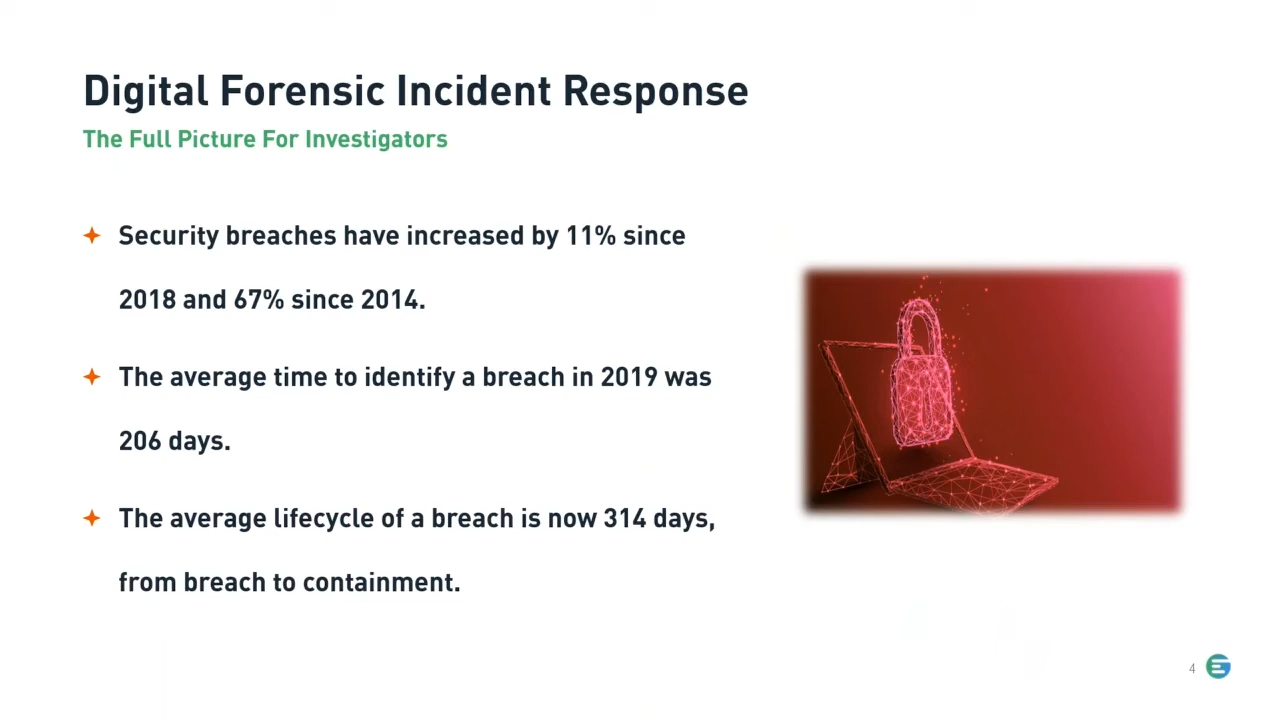 Digital Forensic Incident Response
The Full Picture For Investigators
Security breaches have increased by 11% since
2018 and 67% since 2014.
The average time to identify a breach in 2019 was
206 days.
The average lifecycle of a breach is now 314 days,
from breach to containment.
4